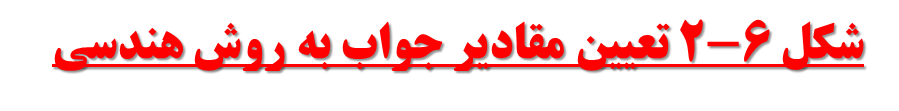 شکل ۶-۲ تعیین مقادیر جواب به روش هندسی